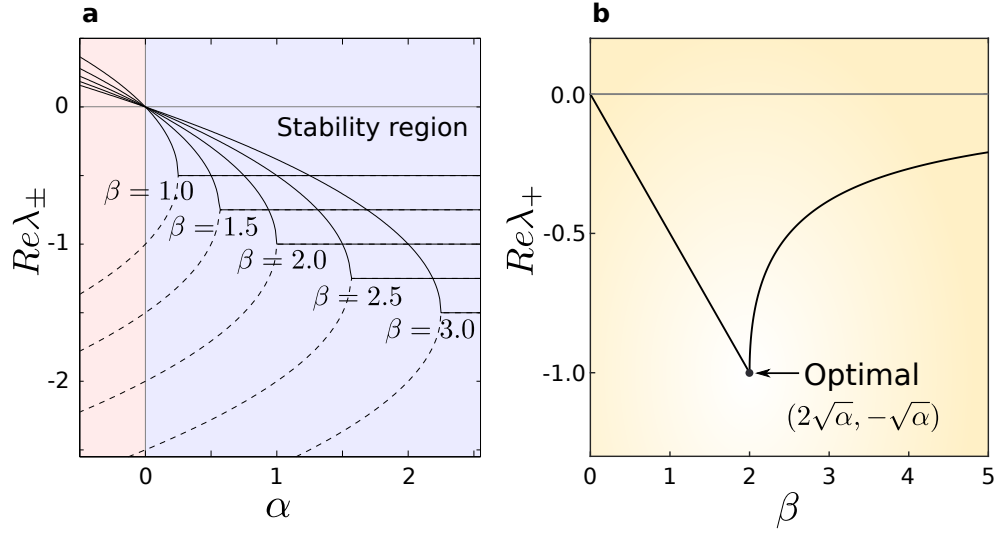 a
Reλ±
0
-1
-2
Stability region
β = 1.0
β = 1.5
β = 2.0
β = 2.5
β = 3.0
0 1 2
α
b
Reλ+
0.0
-0.5
-1.0
Optimal
(2√α, −√α)
0 1 2 3 4 5
β